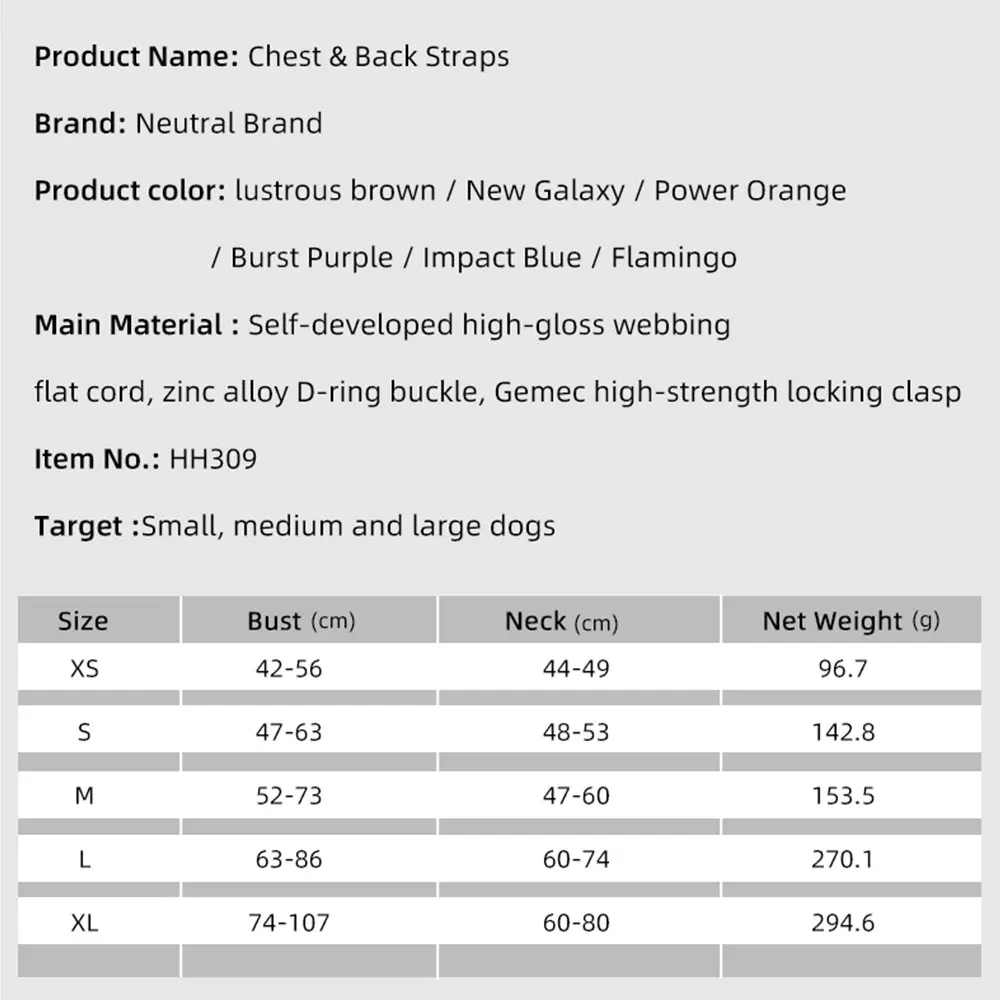 Product Name: Chest & Back Straps
Brand: Neutral Brand
Product color: lustrous brown / New Galaxy / Power Orange
/ Burst Purple / Impact Blue / Flamingo
Main Material : Self-developed high-gloss webbing
flat cord, zinc alloy D-ring buckle, Gemec high-strength locking clasp
Item No.: HH309
Target :Small, medium and large dogs
Size Bust (cm) Neck (cm) Net Weight (g)
XS 42-56 44-49 96.7
S 47-63 48-53 142.8
M 52-73 47-60 153.5
L 63-86 60-74 270.1
XL 74-107 60-80 294.6